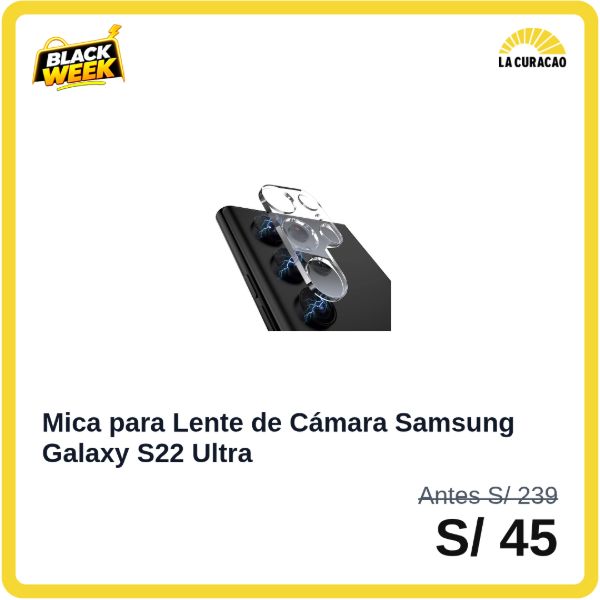 BLACK
WEEK
LA CURACAO
Mica para Lente de Cámara Samsung
Galaxy S22 Ultra
Antes S/ 239
S/ 45